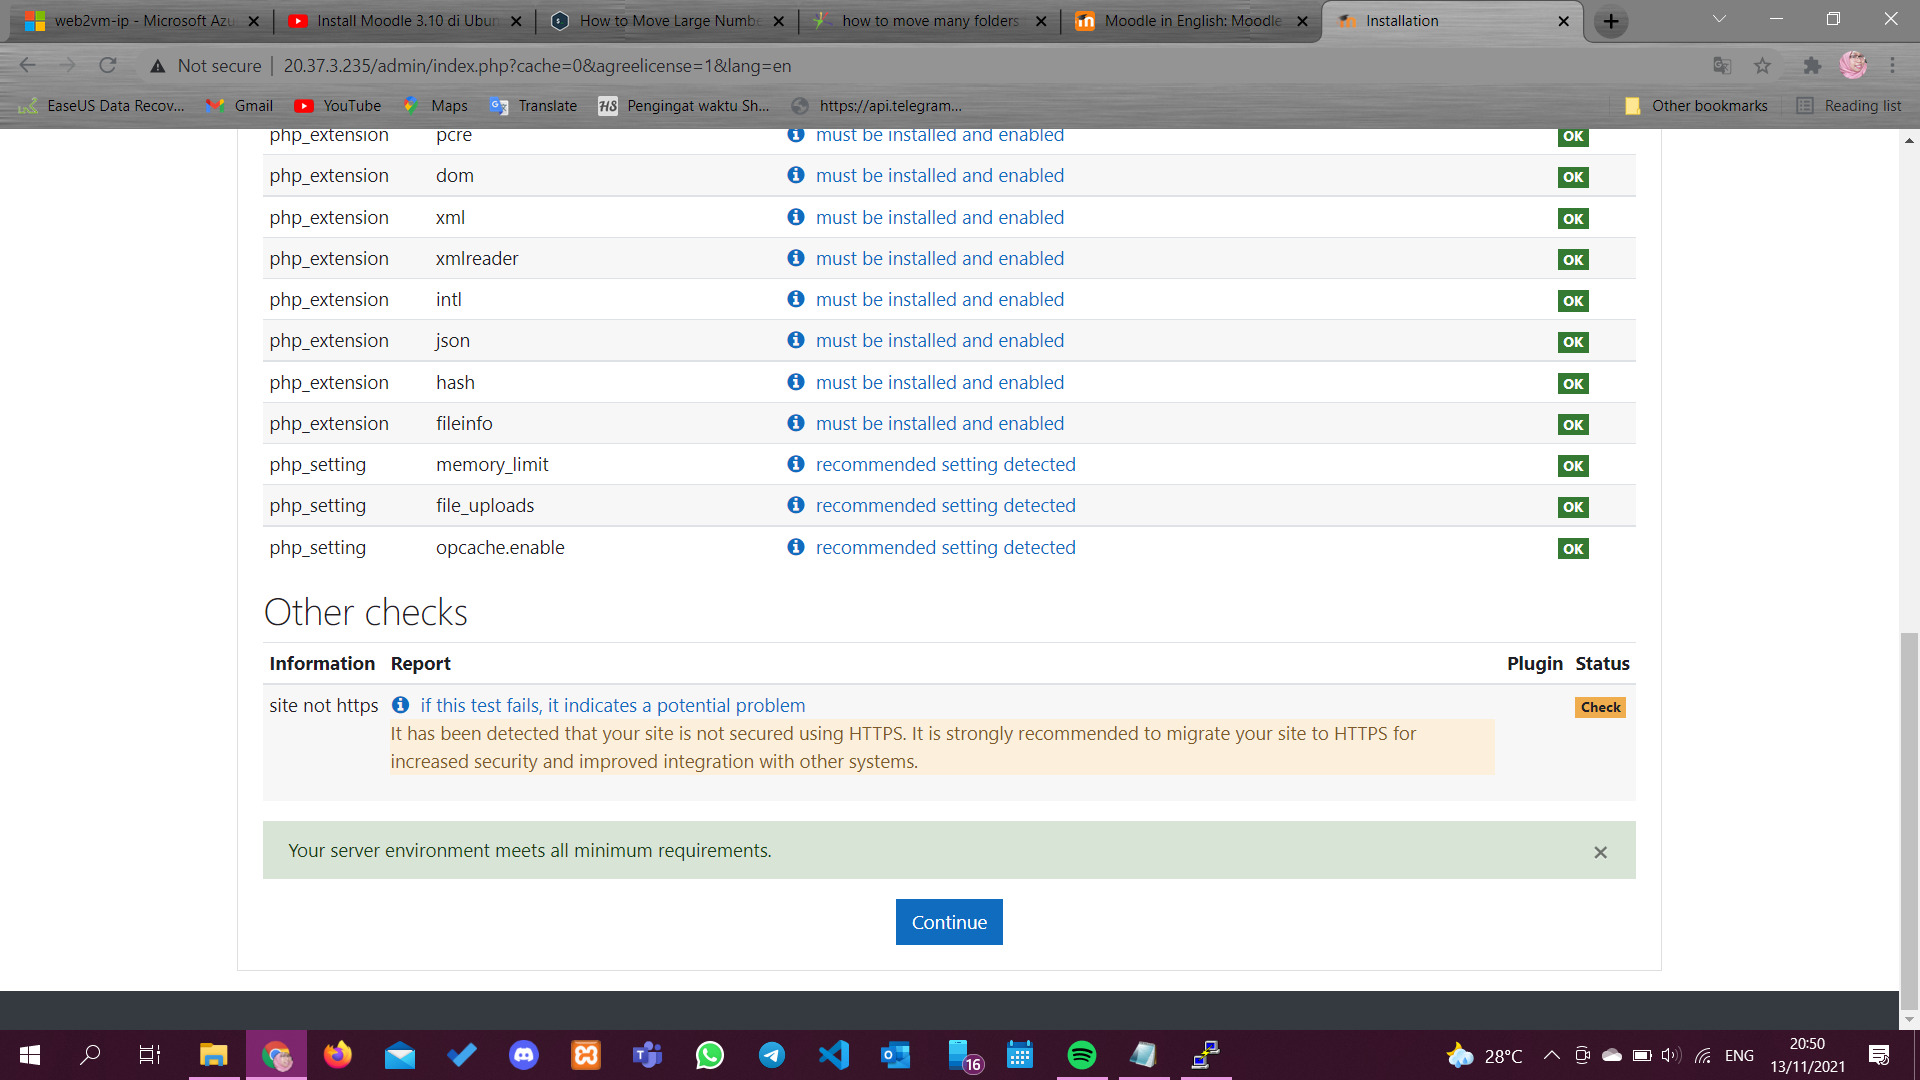 web2vm-ip - Microsoft Azu
Install Moodle 3.10 di Ubun
How to Move Large Numbe
how to move many folders
Moodle in English: Moodle
Installation
Not secure | 20.37.3.235/admin/index.php?cache=0&agreelicense=1&lang=en
EaseUS Data Recov...
Gmail
YouTube
Maps
Translate
HS
Pengingat waktu Sh...
https://api.telegram...
Other bookmarks
Reading list
php_extension pcre must be installed and enabled OK
php_extension dom must be installed and enabled OK
php_extension xml must be installed and enabled OK
php_extension xmlreader must be installed and enabled OK
php_extension intl must be installed and enabled OK
php_extension json must be installed and enabled OK
php_extension hash must be installed and enabled OK
php_extension fileinfo must be installed and enabled OK
php_setting memory_limit recommended setting detected OK
php_setting file_uploads recommended setting detected OK
php_setting opcache.enable recommended setting detected OK
Other checks
Information Report Plugin Status
site not https if this test fails, it indicates a potential problem Check
It has been detected that your site is not secured using HTTPS. It is strongly recommended to migrate your site to HTTPS for
increased security and improved integration with other systems.
Your server environment meets all minimum requirements. ×
Continue
16
28°C
ENG
20:50
13/11/2021